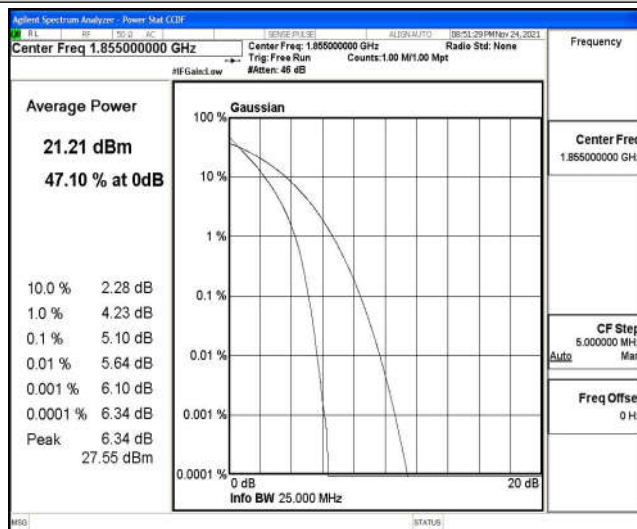 Agilent Spectrum Analyzer - Power Stat CCDF
RL RF 50 Ω AC SENSE:PULSE ALIGN AUTO 08:51:29 PM Nov 24, 2021
Center Freq 1.855000000 GHz
Center Freq: 1.855000000 GHz Radio Std: None
Trig: Free Run Counts:1.00 M/1.00 Mpt
#IFGain:Low #Atten: 46 dB
Frequency
Average Power
21.21 dBm
47.10 % at 0dB
10.0 % 2.28 dB
1.0 % 4.23 dB
0.1 % 5.10 dB
0.01 % 5.64 dB
0.001 % 6.10 dB
0.0001 % 6.34 dB
Peak 6.34 dB
27.55 dBm
Gaussian
100 %
10 %
1 %
0.1 %
0.01 %
0.001 %
0.0001 %
0 dB 20 dB
Info BW 25.000 MHz
Center Freq
1.855000000 GH
CF Step
5.000000 MH
Auto Man
Freq Offse
0 H
MSG STATUS